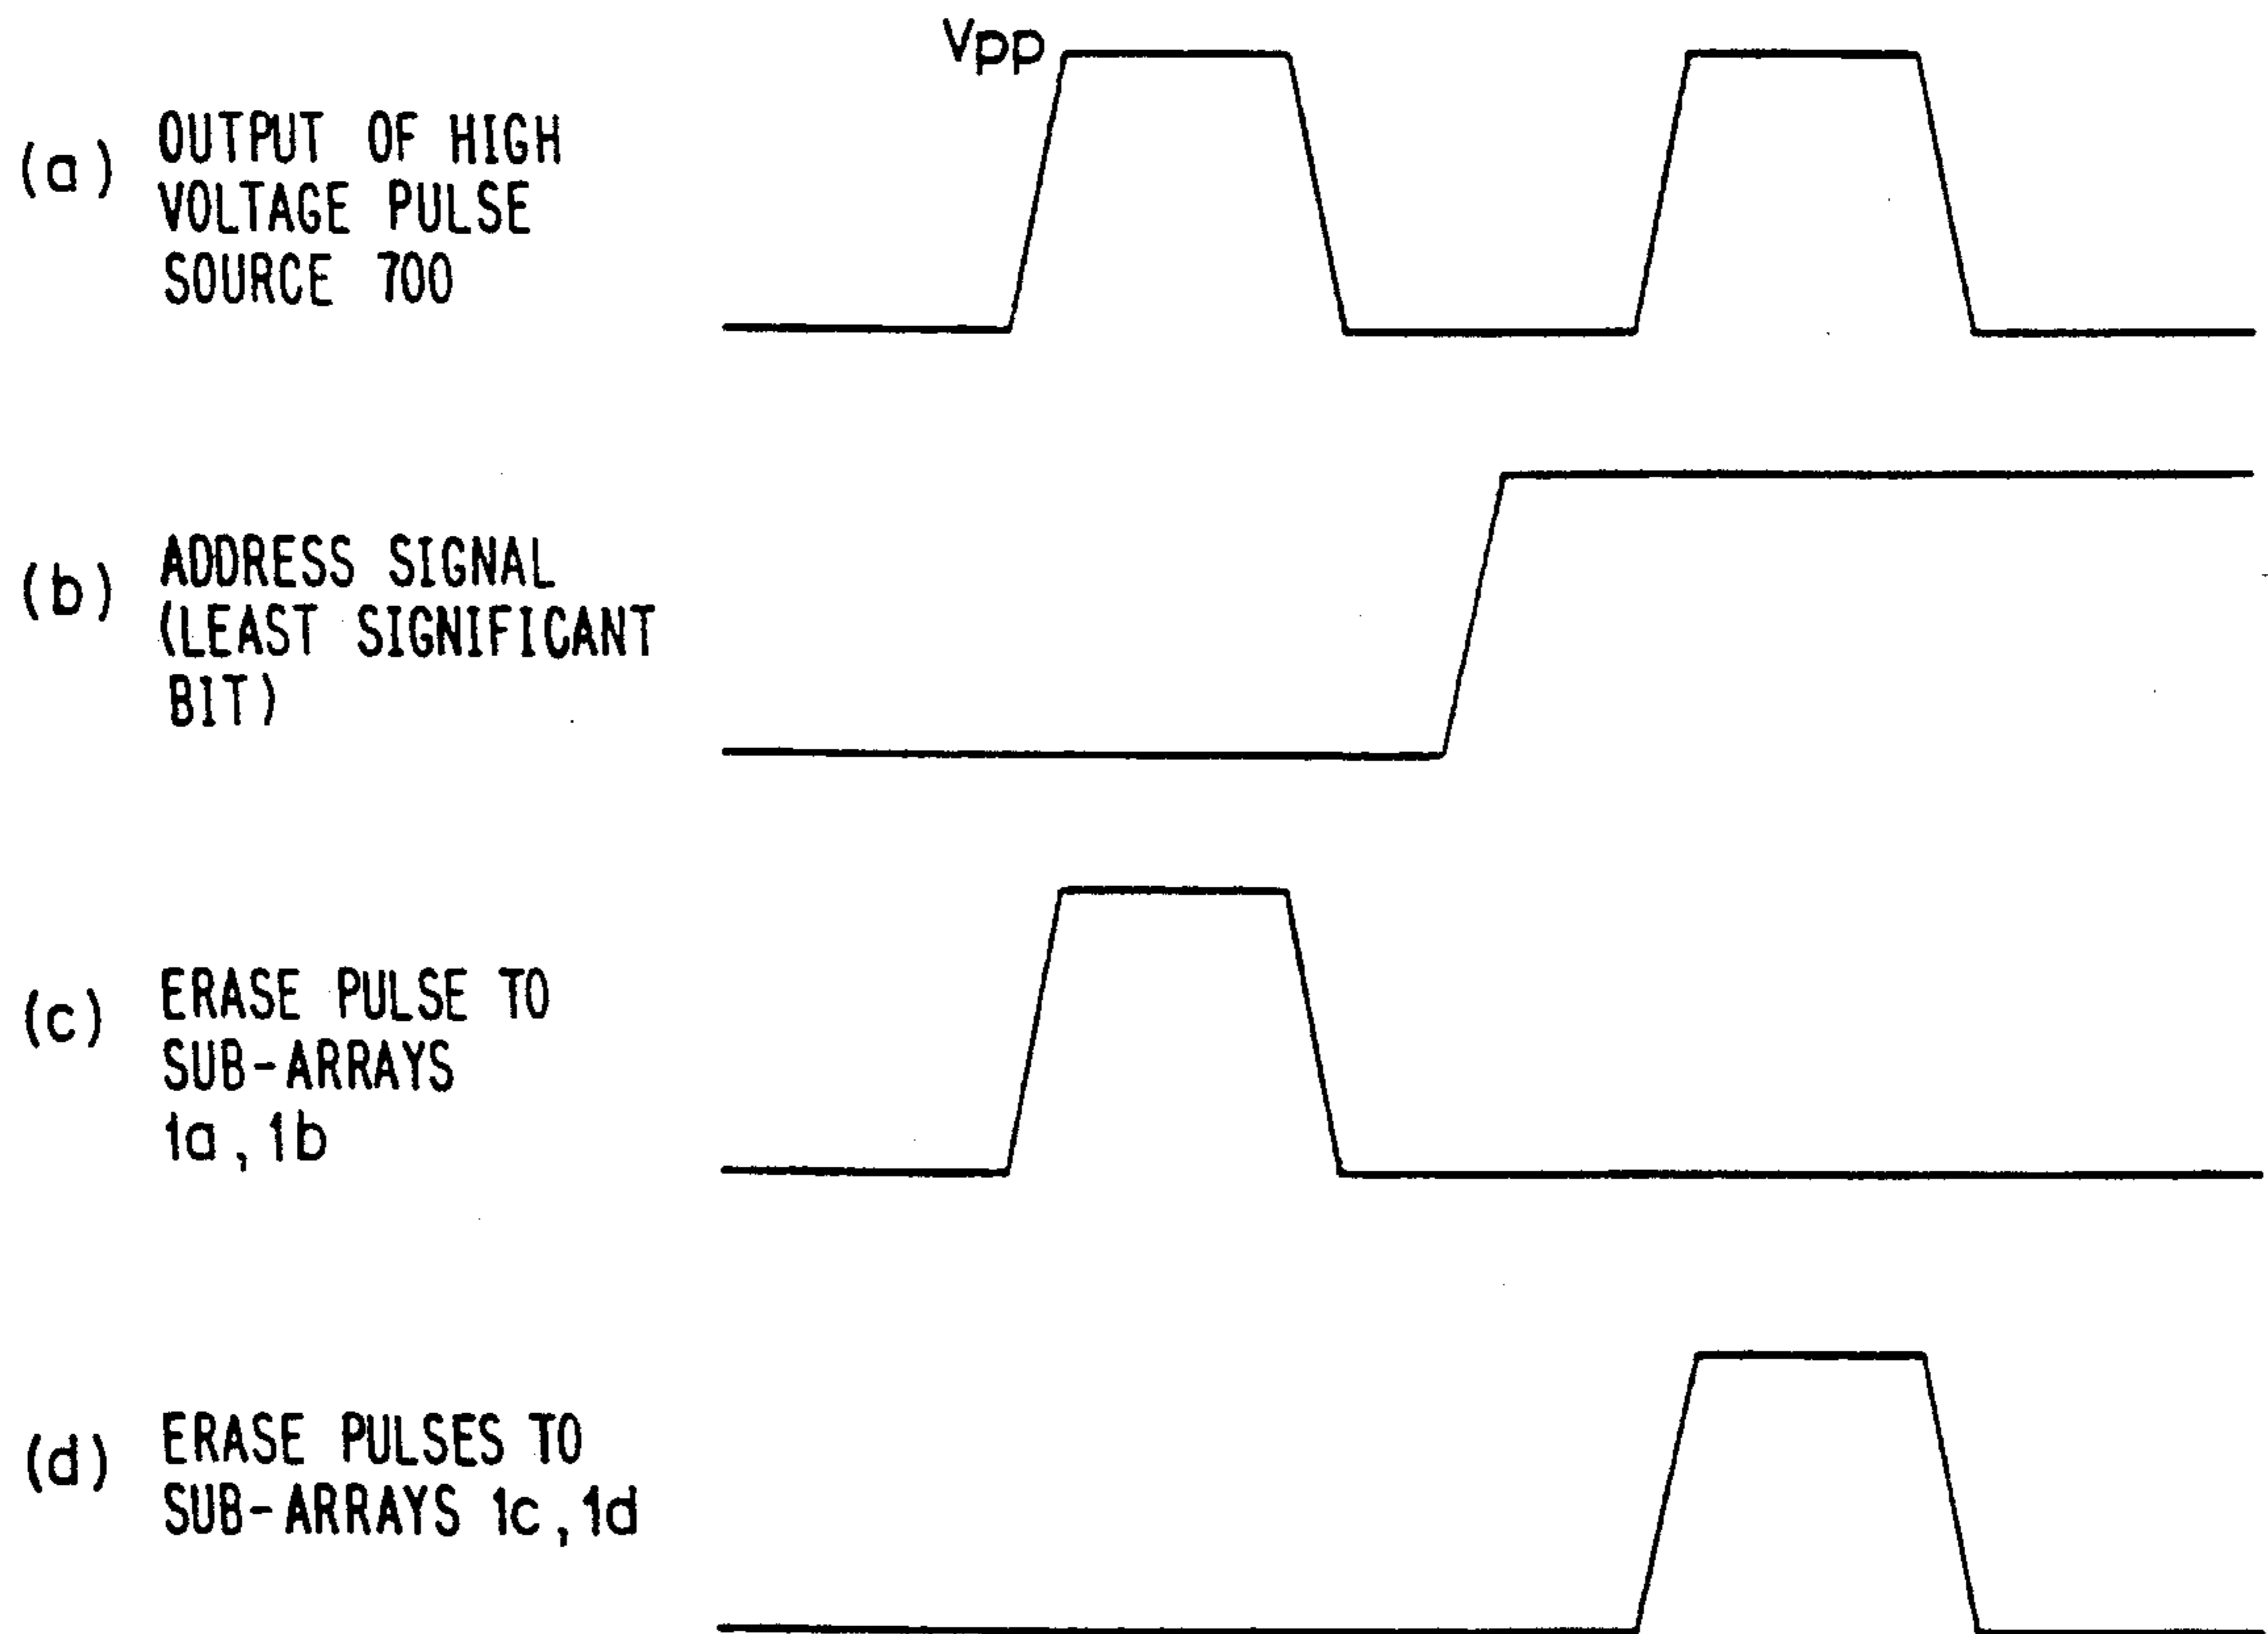 Vpp
(a) OUTPUT OF HIGH
VOLTAGE PULSE
SOURCE 700
(b) ADDRESS SIGNAL
(LEAST SIGNIFICANT
BIT)
(c) ERASE PULSE TO
SUB-ARRAYS
1a, 1b
(d) ERASE PULSES TO
SUB-ARRAYS 1c, 1d